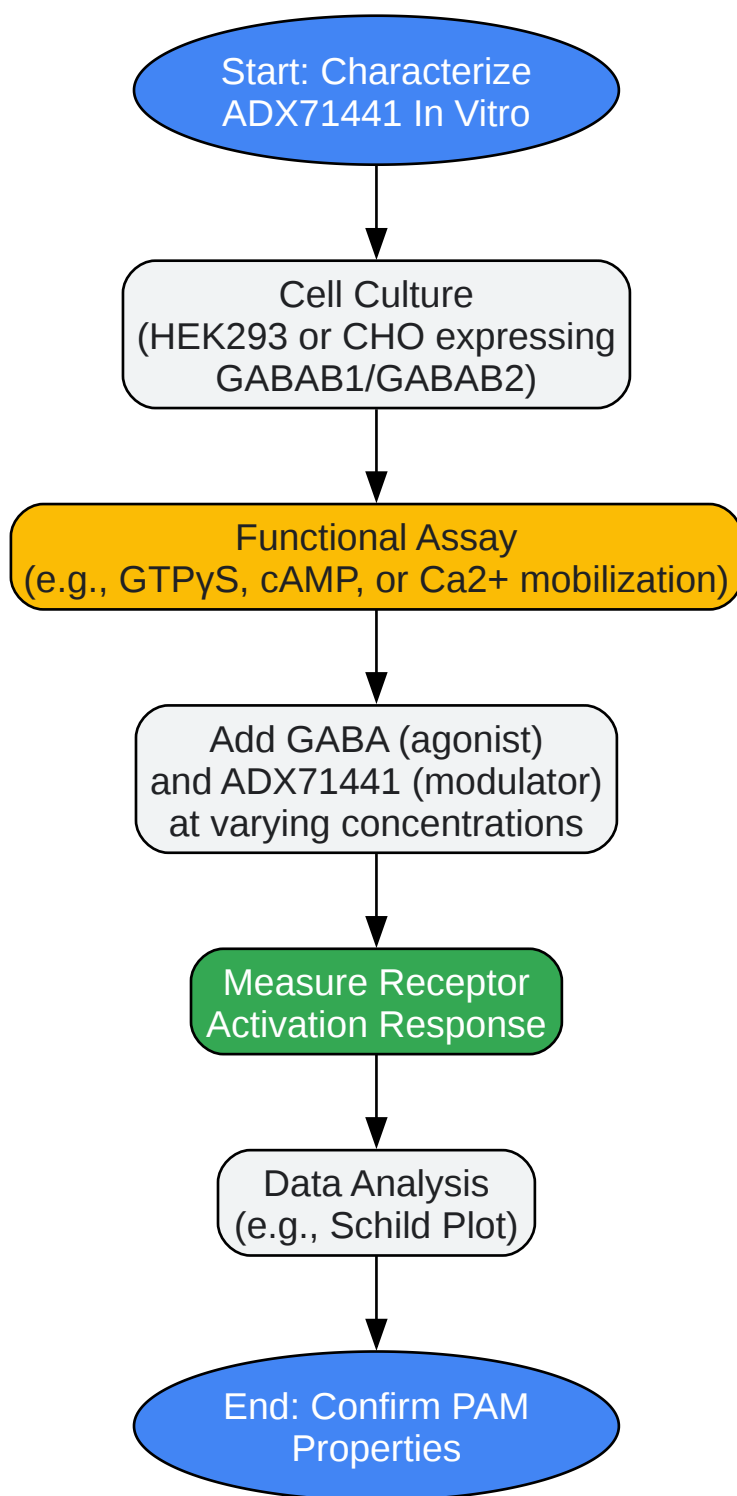 Start: Characterize
ADX71441 In Vitro
Cell Culture
(HEK293 or CHO expressing
GABAB1/GABAB2)
Functional Assay
(e.g., GTPγS, cAMP, or Ca2+ mobilization)
Add GABA (agonist)
and ADX71441 (modulator)
at varying concentrations
Measure Receptor
Activation Response
Data Analysis
(e.g., Schild Plot)
End: Confirm PAM
Properties